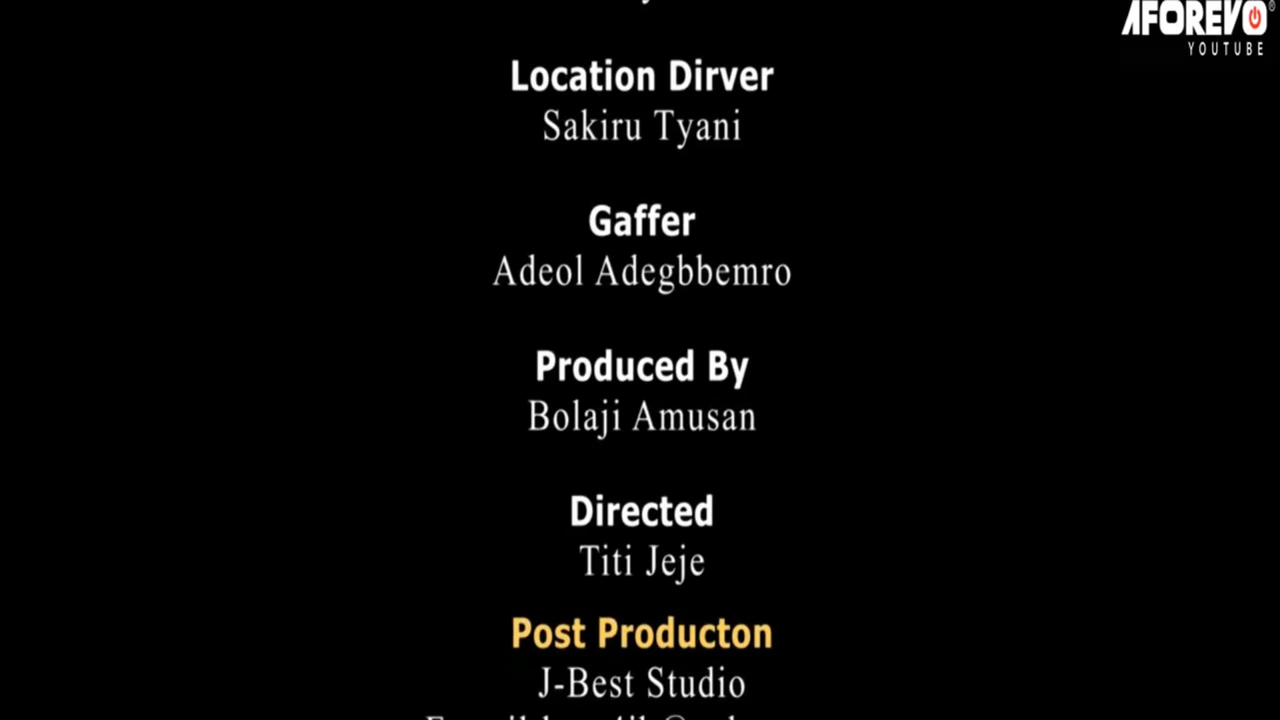 AFOREVO
YOUTUBE
Location Dirver
Sakiru Tyani
Gaffer
Adeol Adegbbemro
Produced By
Bolaji Amusan
Directed
Titi Jeje
Post Producton
J-Best Studio